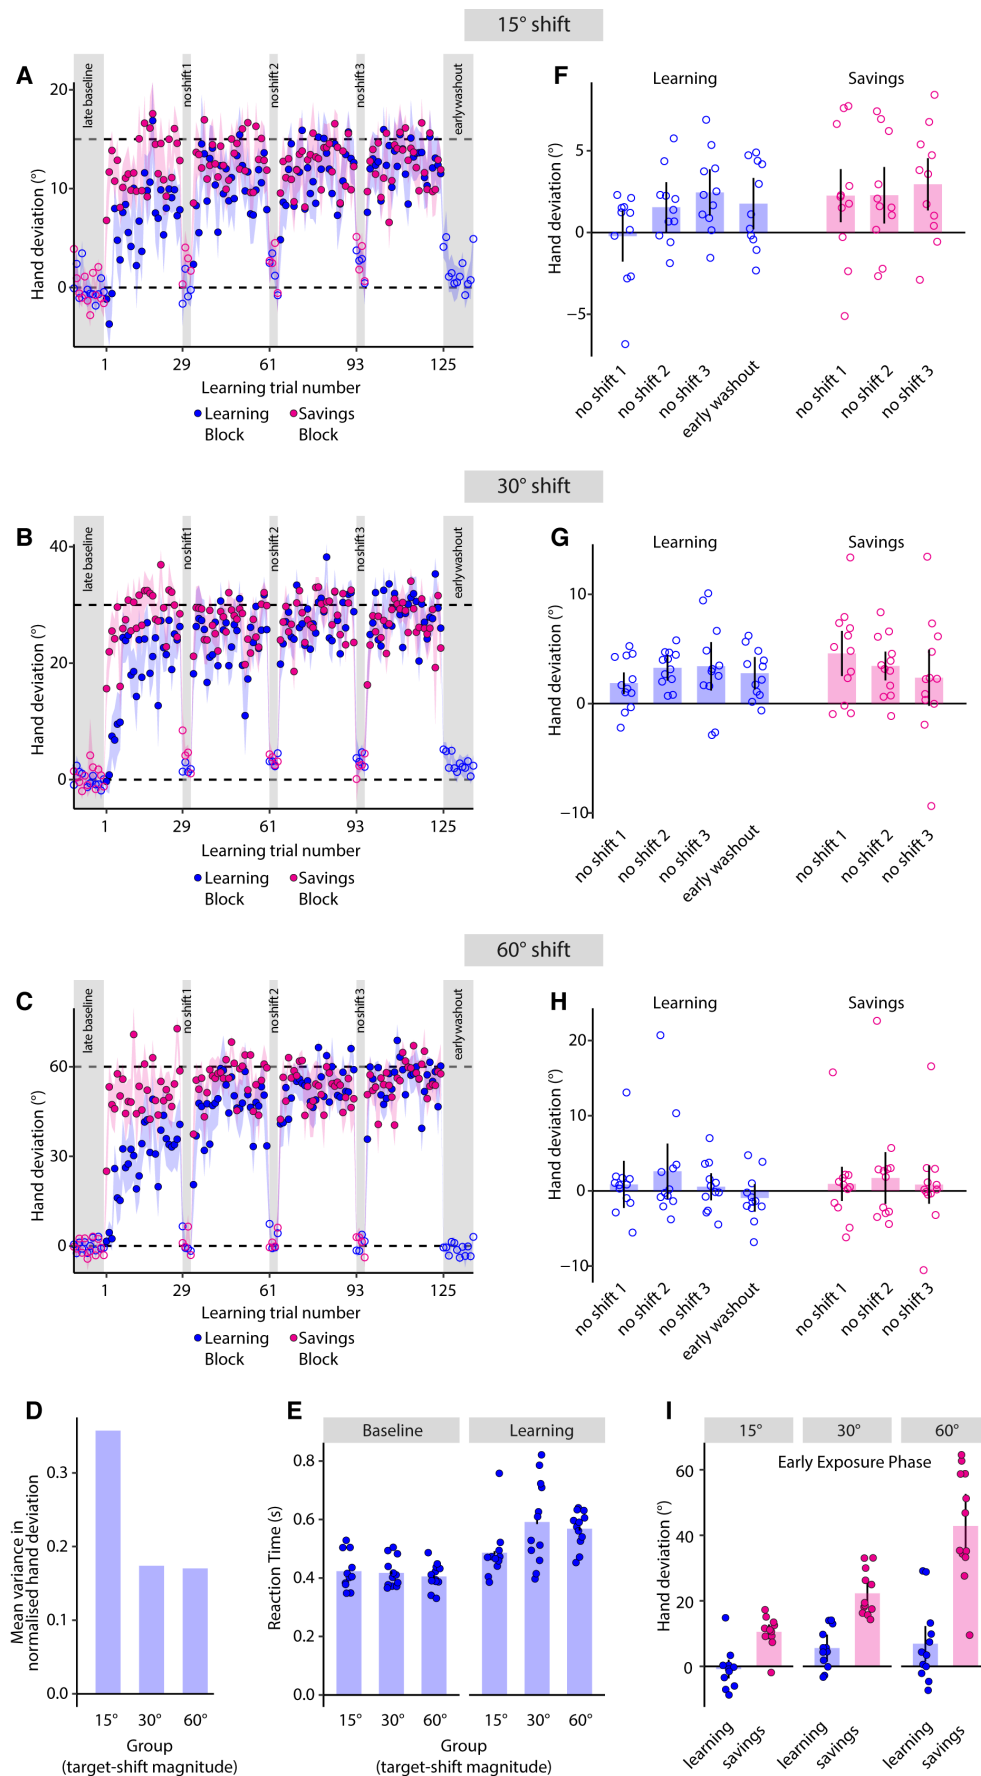 15° shift
A
late baseline
no shift 1
no shift 2
no shift 3
early washout
Hand deviation (°)
20
10
0
1
29
61
93
125
Learning trial number
Learning Block
Savings Block
F
Learning
Savings
Hand deviation (°)
5
0
−5
no shift 1
no shift 2
no shift 3
early washout
no shift 1
no shift 2
no shift 3
30° shift
B
late baseline
no shift 1
no shift 2
no shift 3
early washout
Hand deviation (°)
40
20
0
1
29
61
93
125
Learning trial number
Learning Block
Savings Block
G
Learning
Savings
Hand deviation (°)
10
0
−10
no shift 1
no shift 2
no shift 3
early washout
no shift 1
no shift 2
no shift 3
60° shift
C
late baseline
no shift 1
no shift 2
no shift 3
early washout
Hand deviation (°)
60
30
0
1
29
61
93
125
Learning trial number
Learning Block
Savings Block
H
Learning
Savings
Hand deviation (°)
20
10
0
−10
no shift 1
no shift 2
no shift 3
early washout
no shift 1
no shift 2
no shift 3
D
Mean variance in
normalised hand deviation
0.3
0.2
0.1
0.0
15°
30°
60°
Group
(target-shift magnitude)
E
Baseline
Learning
Reaction Time (s)
0.8
0.6
0.4
0.2
0.0
15°
30°
60°
15°
30°
60°
Group
(target-shift magnitude)
I
15°
30°
60°
Early Exposure Phase
Hand deviation (°)
60
40
20
0
learning
savings
learning
savings
learning
savings